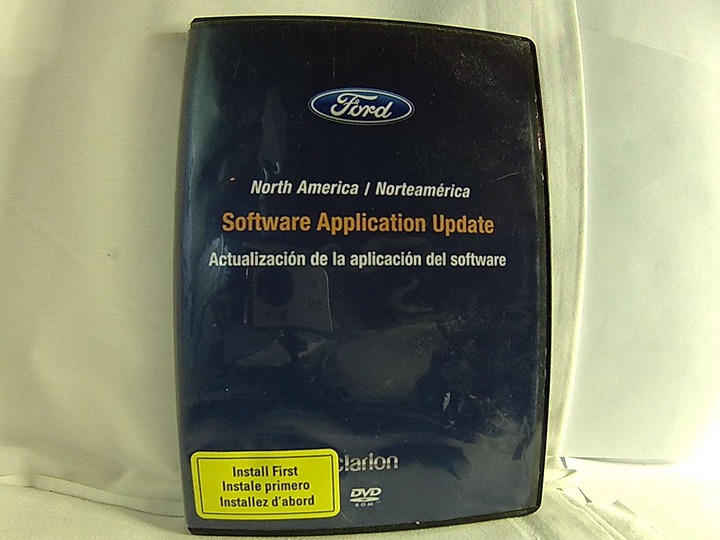 Ford
North America / Norteamérica
Software Application Update
Actualización de la aplicación del software
clarion
Install First
Instale primero
Installez d'abord
DVD
ROM